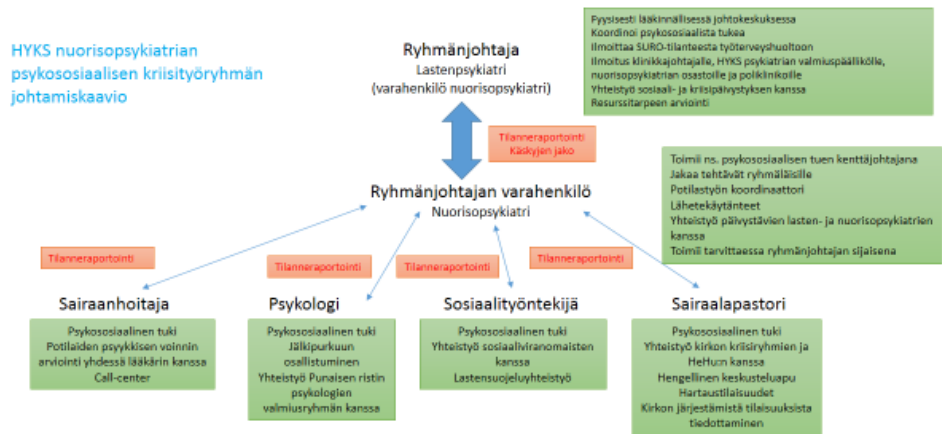 HYKS nuorisopsykiatrian
psykososiaalisen kriisityöryhmän
johtamiskaavio
Ryhmänjohtaja
Lastenpsykiatri
(varahenkilö nuorisopsykiatri)
Fyysisesti lääkinnällisessä johtokeskuksessa
Koordinoi psykososiaalista tukea
Ilmoittaa SURO-tilanteesta työterveyshuoltoon
Ilmoitus klinikkajohtajalle, HYKS psykiatrian valmiuspäällikölle,
nuorisopsykiatrian osastoille ja poliklinikoille
Yhteistyö sosiaali- ja kriisipäivystyksen kanssa
Resurssitarpeen arviointi
Tilanneraportointi
Käskyjen jako
Ryhmänjohtajan varahenkilö
Nuorisopsykiatri
Toimii ns. psykososiaalisen tuen kenttäjohtajana
Jakaa tehtävät ryhmäläisille
Potilastyön koordinaattori
Lähetekäytänteet
Yhteistyö päivystävien lasten- ja nuorisopsykiatrien
kanssa
Toimii tarvittaessa ryhmänjohtajan sijaisena
Tilanneraportointi
Tilanneraportointi
Tilanneraportointi
Tilanneraportointi
Sairaanhoitaja
Psykososiaalinen tuki
Potilaiden psyykkisen voinnin
arviointi yhdessä lääkärin kanssa
Call-center
Psykologi
Psykososiaalinen tuki
Jälkipurkuun
osallistuminen
Yhteistyö Punaisen ristin
psykologien
valmiusryhmän kanssa
Sosiaalityöntekijä
Psykososiaalinen tuki
Yhteistyö sosiaaliviranomaisten
kanssa
Lastensuojeluyhteistyö
Sairaalapastori
Psykososiaalinen tuki
Yhteistyö kirkon kriisiryhmien ja
HeHu:n kanssa
Hengellinen keskusteluapu
Hartaustilaisuudet
Kirkon järjestämistä tilaisuuksista
tiedottaminen